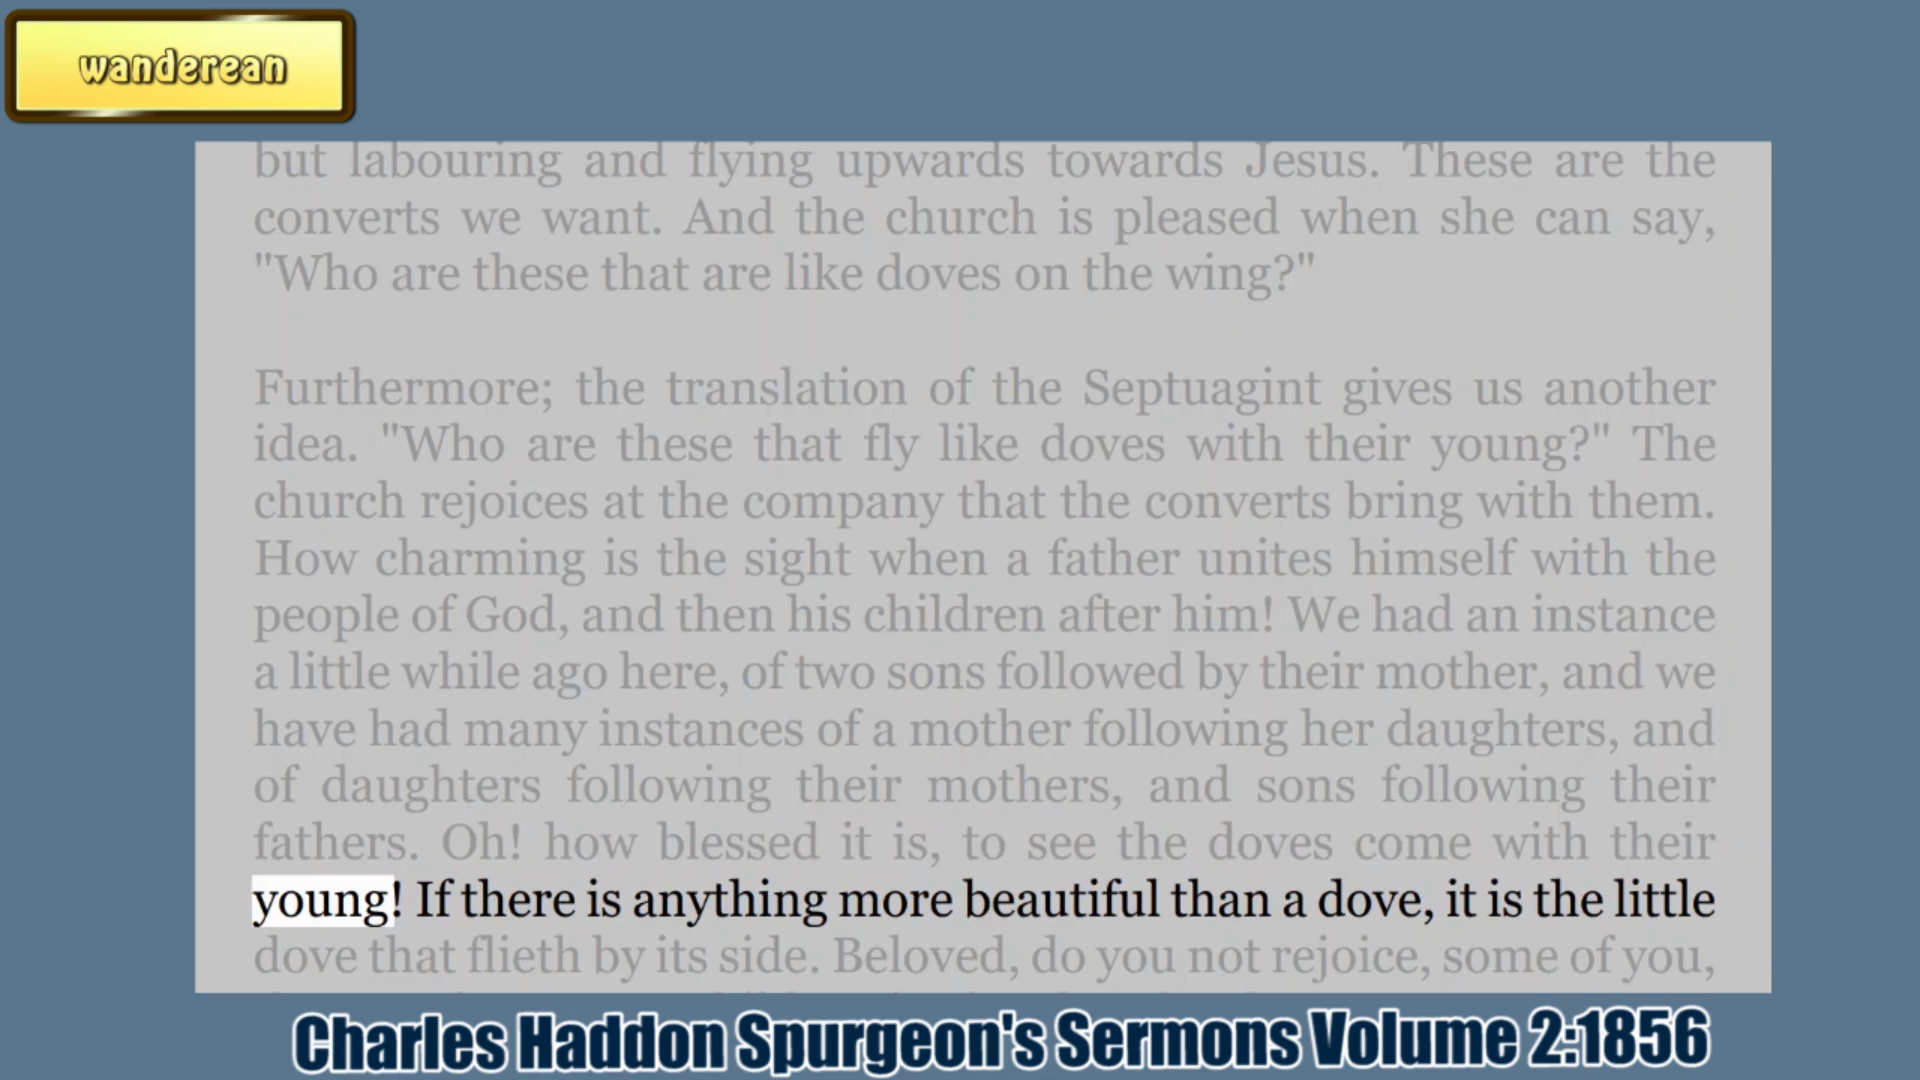 wanderean
but labouring and flying upwards towards Jesus. These are the
converts we want. And the church is pleased when she can say,
"Who are these that are like doves on the wing?"
Furthermore; the translation of the Septuagint gives us another
idea. "Who are these that fly like doves with their young?" The
church rejoices at the company that the converts bring with them.
How charming is the sight when a father unites himself with the
people of God, and then his children after him! We had an instance
a little while ago here, of two sons followed by their mother, and we
have had many instances of a mother following her daughters, and
of daughters following their mothers, and sons following their
fathers. Oh! how blessed it is, to see the doves come with their
young! If there is anything more beautiful than a dove, it is the little
dove that flieth by its side. Beloved, do you not rejoice, some of you,
Charles Haddon Spurgeon's Sermons Volume 2:1856